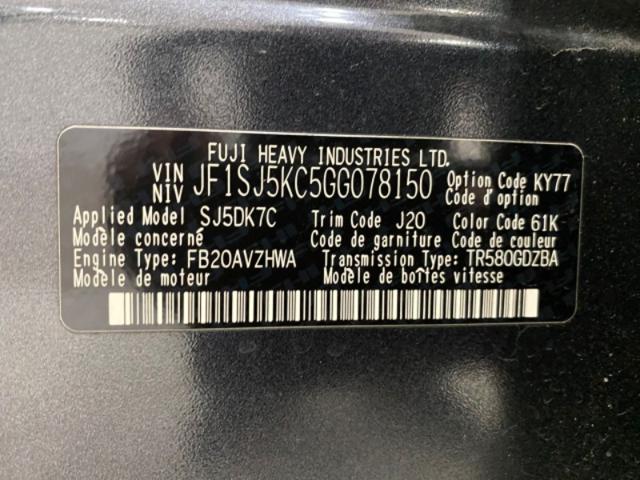 FUJI HEAVY INDUSTRIES LTD.
VIN
NIV JF1SJ5KC5GG078150 Option Code KY77
Code d'option
Applied Model SJ5DK7C Trim Code J20 Color Code 61K
Modèle concerné Code de garniture Code de couleur
Engine Type: FB20AVZHWA Transmission Type: TR580GDZBA
Modèle de moteur Modèle de boîtes vitesse